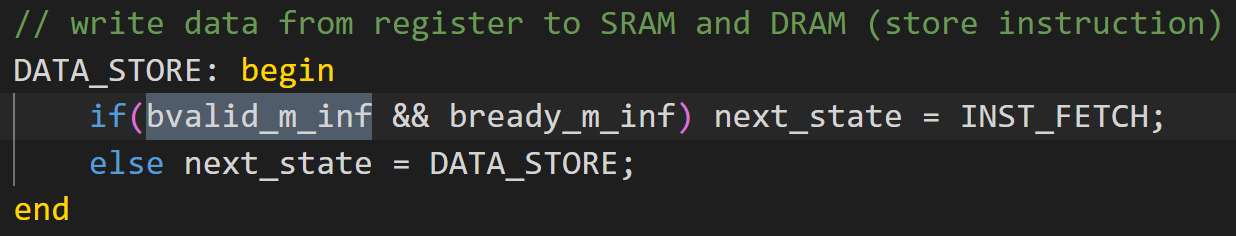 // write data from register to SRAM and DRAM (store instruction)
DATA_STORE: begin
    if(bvalid_m_inf && bready_m_inf) next_state = INST_FETCH;
    else next_state = DATA_STORE;
end